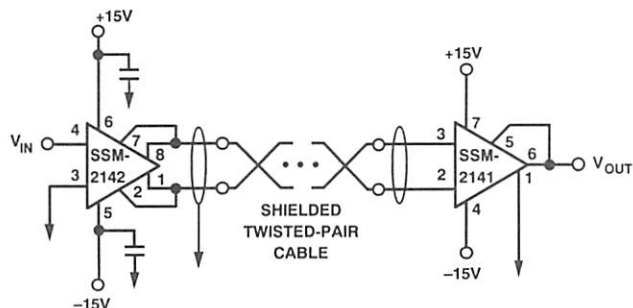 +15V
+15V
6
7
4
7
8
3
5
V_IN
SSM-
2142
SSM-
2141
6
V_OUT
3
1
2
2
1
5
4
SHIELDED
TWISTED-PAIR
CABLE
–15V
–15V